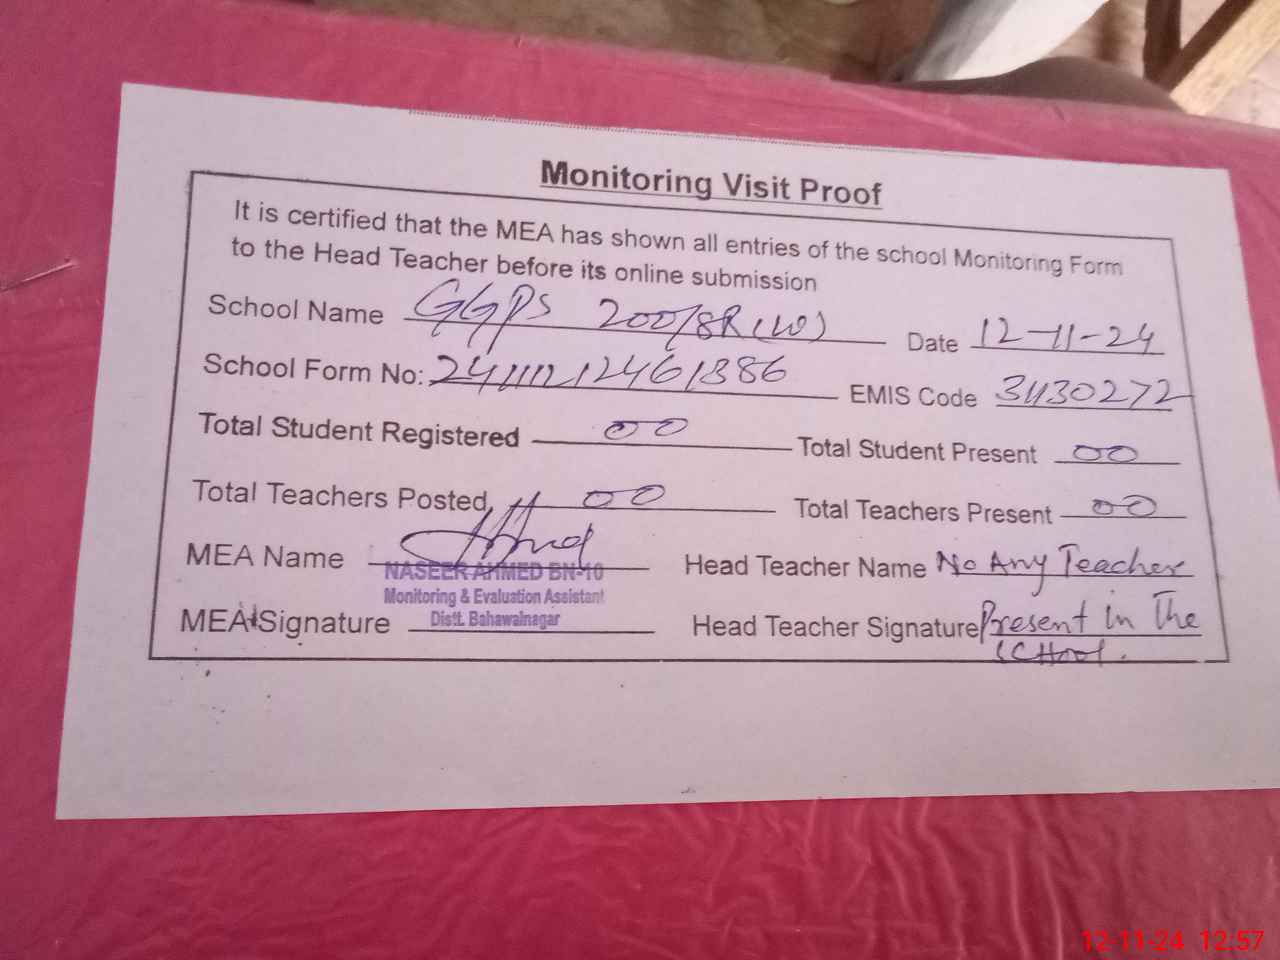 Monitoring Visit Proof
It is certified that the MEA has shown all entries of the school Monitoring Form
to the Head Teacher before its online submission
School Name GGPS 200/8R(W) Date 12-11-24
School Form No: EMIS Code 31130272
Total Student Registered 00 Total Student Present 00
Total Teachers Posted 00 Total Teachers Present 00
MEA Name Head Teacher Name No Any Teacher
NASEER AHMED BN-10
Monitoring & Evaluation Assistant
Distt. Bahawalnagar
MEA Signature Head Teacher Signature Present in The
SCHool.
12-11-24 12:57